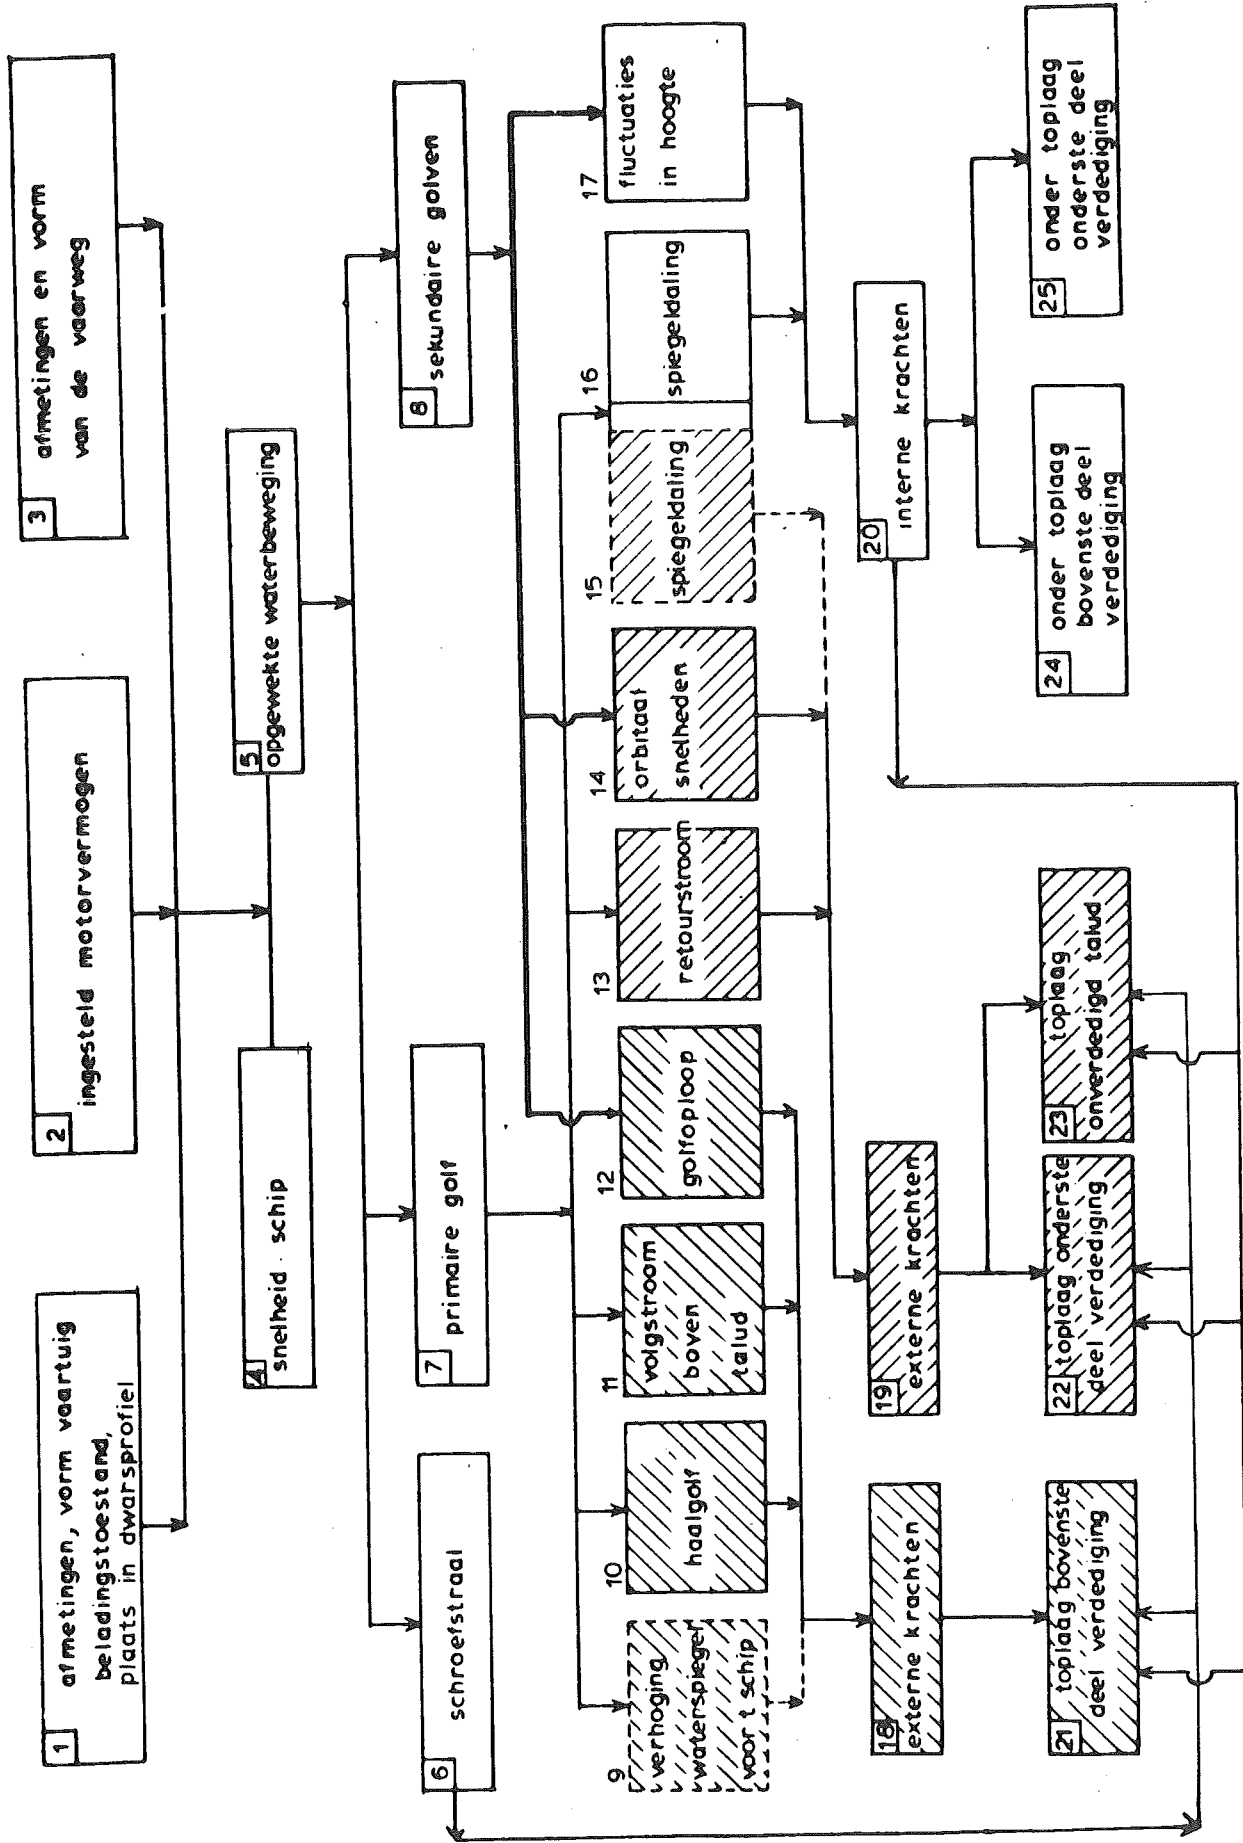 1
afmetingen, vorm vaartuig
beladingstoestand,
plaats in dwarsprofiel
2
ingesteld motorvermogen
3
afmetingen en vorm
van de vaarweg
4
snelheid schip
5
opgewekte waterbeweging
6
schroefstraal
7
primaire golf
8
sekundaire golven
9
verhoging
waterspiegel
voor t schip
10
haalgolf
11
volgstroom
boven
talud
12
golfoploop
13
retourstroom
14
orbitaal
snelheden
15
spiegeldaling
16
spiegeldaling
17
fluctuaties
in hoogte
18
externe krachten
19
externe krachten
20
interne krachten
21
toplaag bovenste
deel verdediging
22
toplaag onderste
deel verdediging
23
toplaag
onverdedigd talud
24
onder toplaag
bovenste deel
verdediging
25
onder toplaag
onderste deel
verdediging